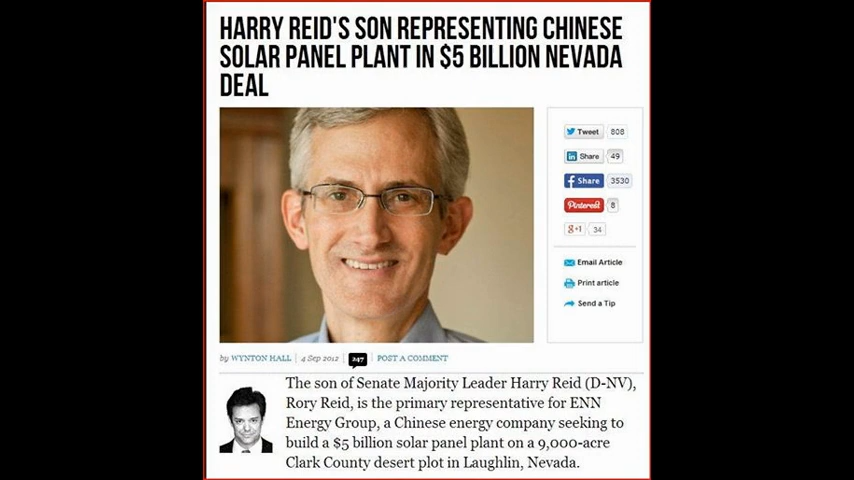 HARRY REID'S SON REPRESENTING CHINESE
SOLAR PANEL PLANT IN $5 BILLION NEVADA
DEAL
Tweet 808
in Share 49
f Share 3530
Pinterest 8
g+1 34
Email Article
Print article
Send a Tip
by WYNTON HALL | 4 Sep 2012 | 247 | POST A COMMENT
The son of Senate Majority Leader Harry Reid (D-NV),
Rory Reid, is the primary representative for ENN
Energy Group, a Chinese energy company seeking to
build a $5 billion solar panel plant on a 9,000-acre
Clark County desert plot in Laughlin, Nevada.